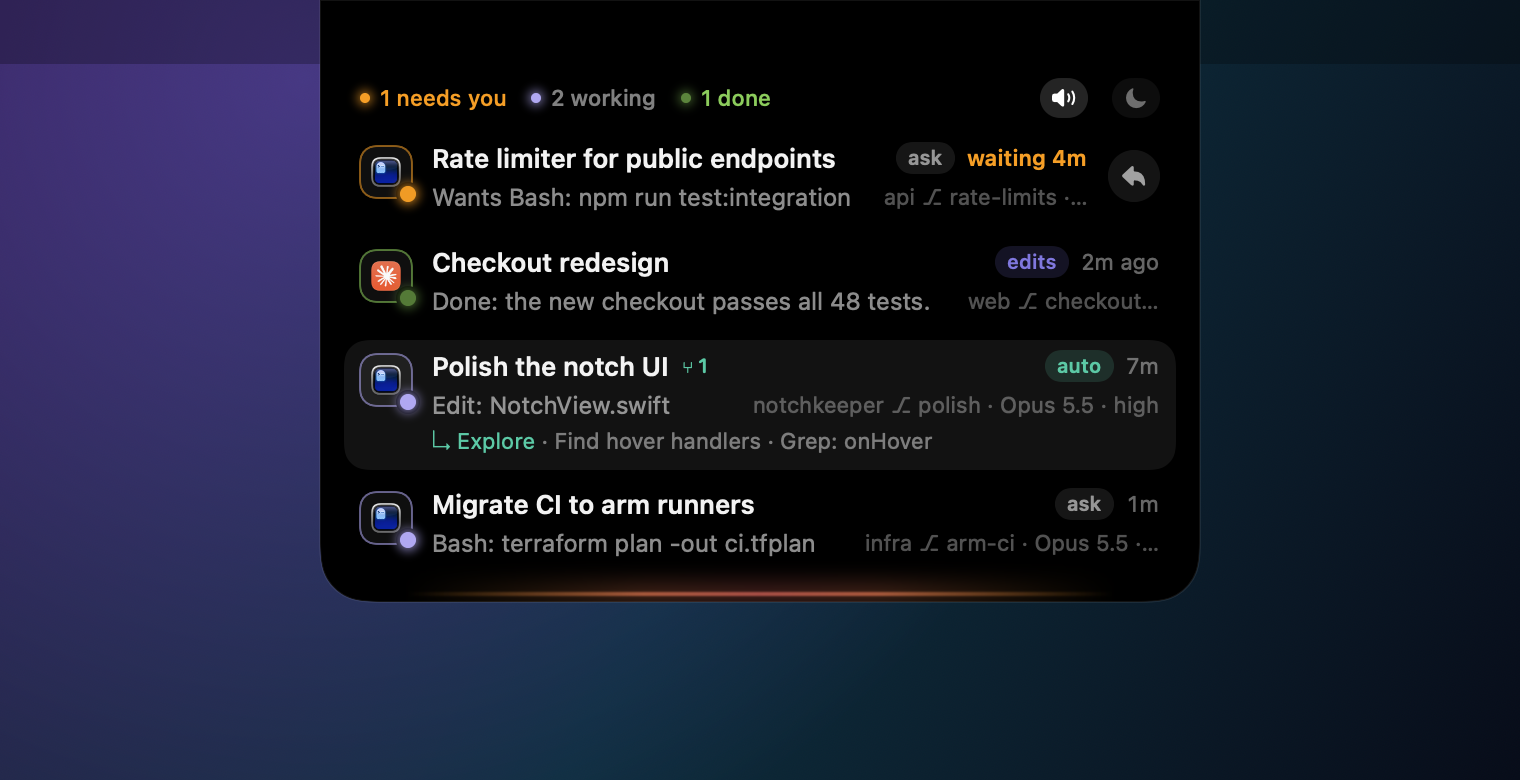 1 needs you 2 working 1 done
Rate limiter for public endpoints ask waiting 4m
Wants Bash: npm run test:integration api ⌥ rate-limits ·…
Checkout redesign edits 2m ago
Done: the new checkout passes all 48 tests. web ⌥ checkout…
Polish the notch UI ⑂ 1 auto 7m
Edit: NotchView.swift notchkeeper ⌥ polish · Opus 5.5 · high
Explore · Find hover handlers · Grep: onHover
Migrate CI to arm runners ask 1m
Bash: terraform plan -out ci.tfplan infra ⌥ arm-ci · Opus 5.5 ·…